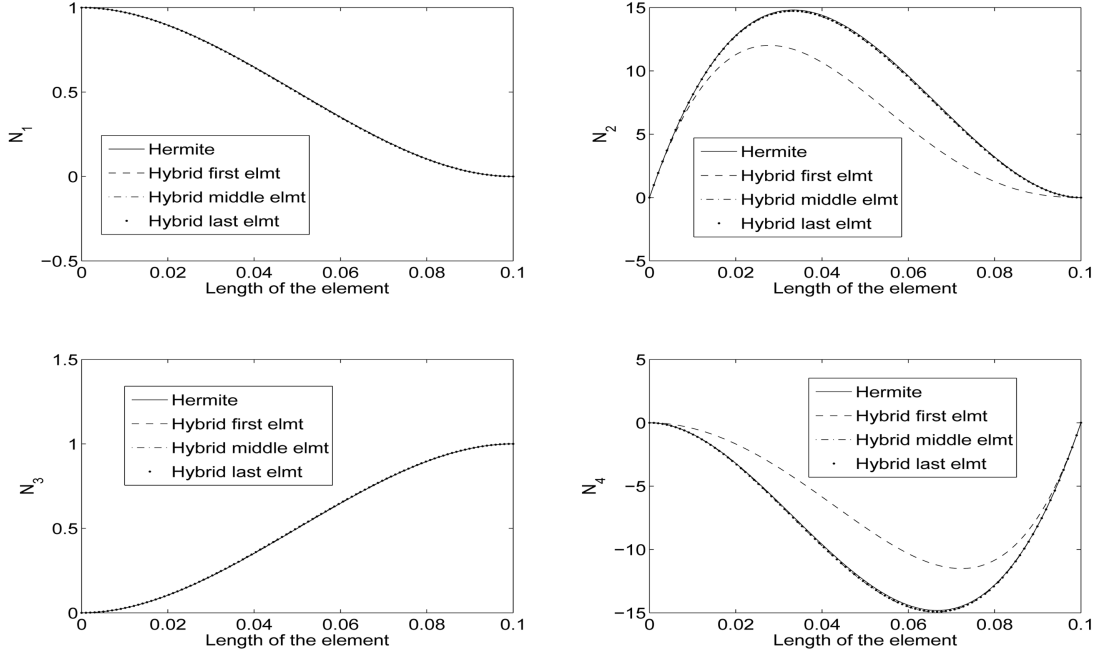 1
0.5
0
−0.5
N1
Hermite
Hybrid first elmt
Hybrid middle elmt
Hybrid last elmt
0 0.02 0.04 0.06 0.08 0.1
Length of the element
15
10
5
0
−5
N2
Hermite
Hybrid first elmt
Hybrid middle elmt
Hybrid last elmt
0 0.02 0.04 0.06 0.08 0.1
Length of the element
1.5
1
0.5
0
N3
Hermite
Hybrid first elmt
Hybrid middle elmt
Hybrid last elmt
0 0.02 0.04 0.06 0.08 0.1
Length of the element
5
0
−5
−10
−15
N4
Hermite
Hybrid first elmt
Hybrid middle elmt
Hybrid last elmt
0 0.02 0.04 0.06 0.08 0.1
Length of the element